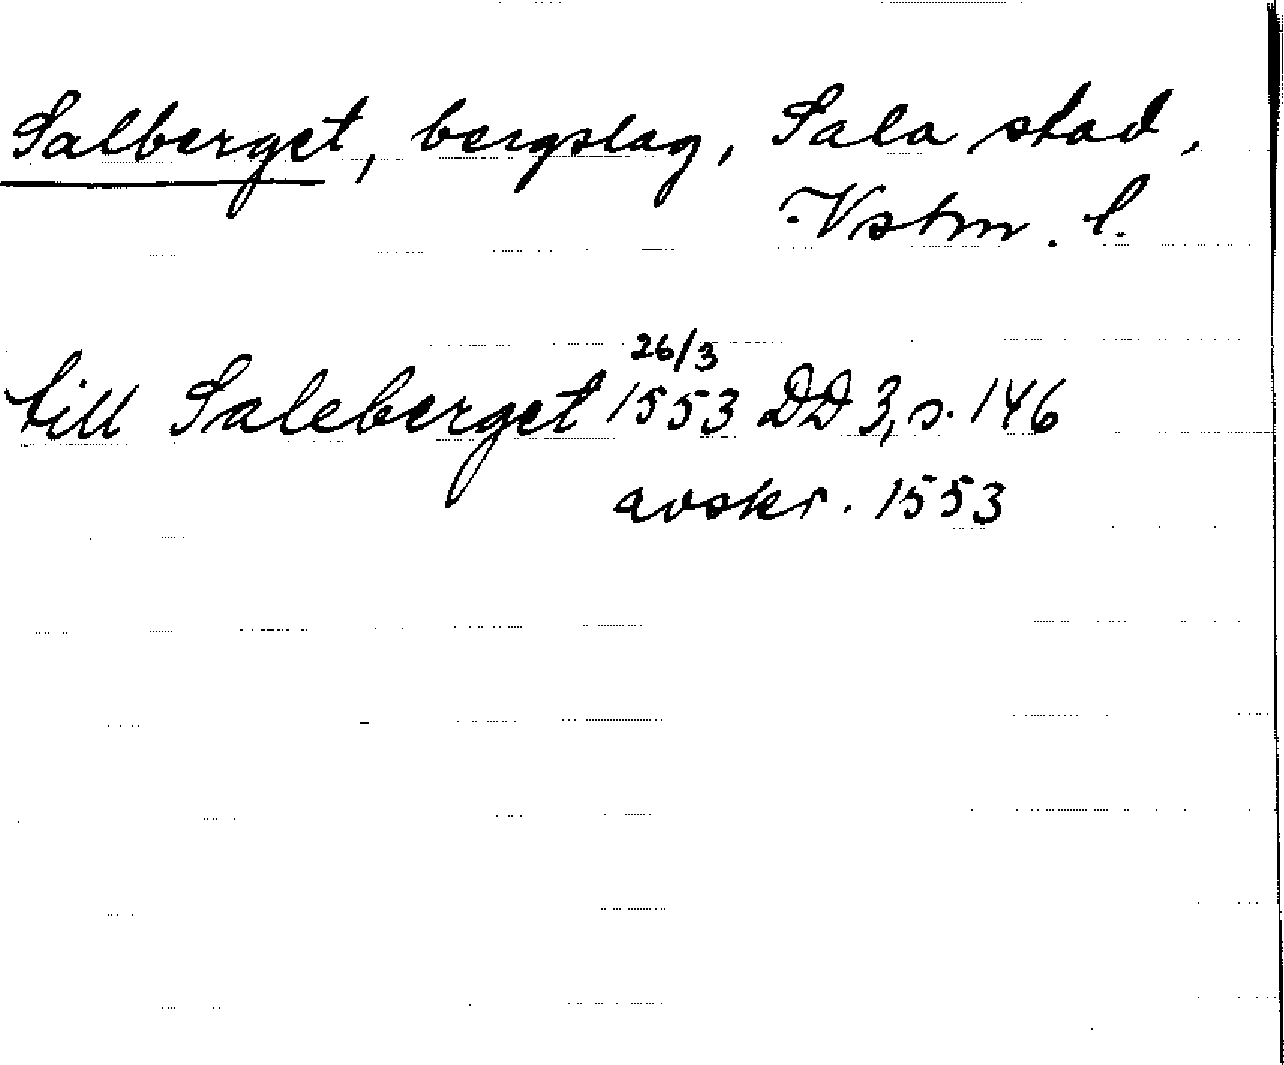 Salberget, bergslag, Sala stad,
Vstm. l.
26/3
till Saleberget 1553 DD 3, s. 146
avskr. 1553